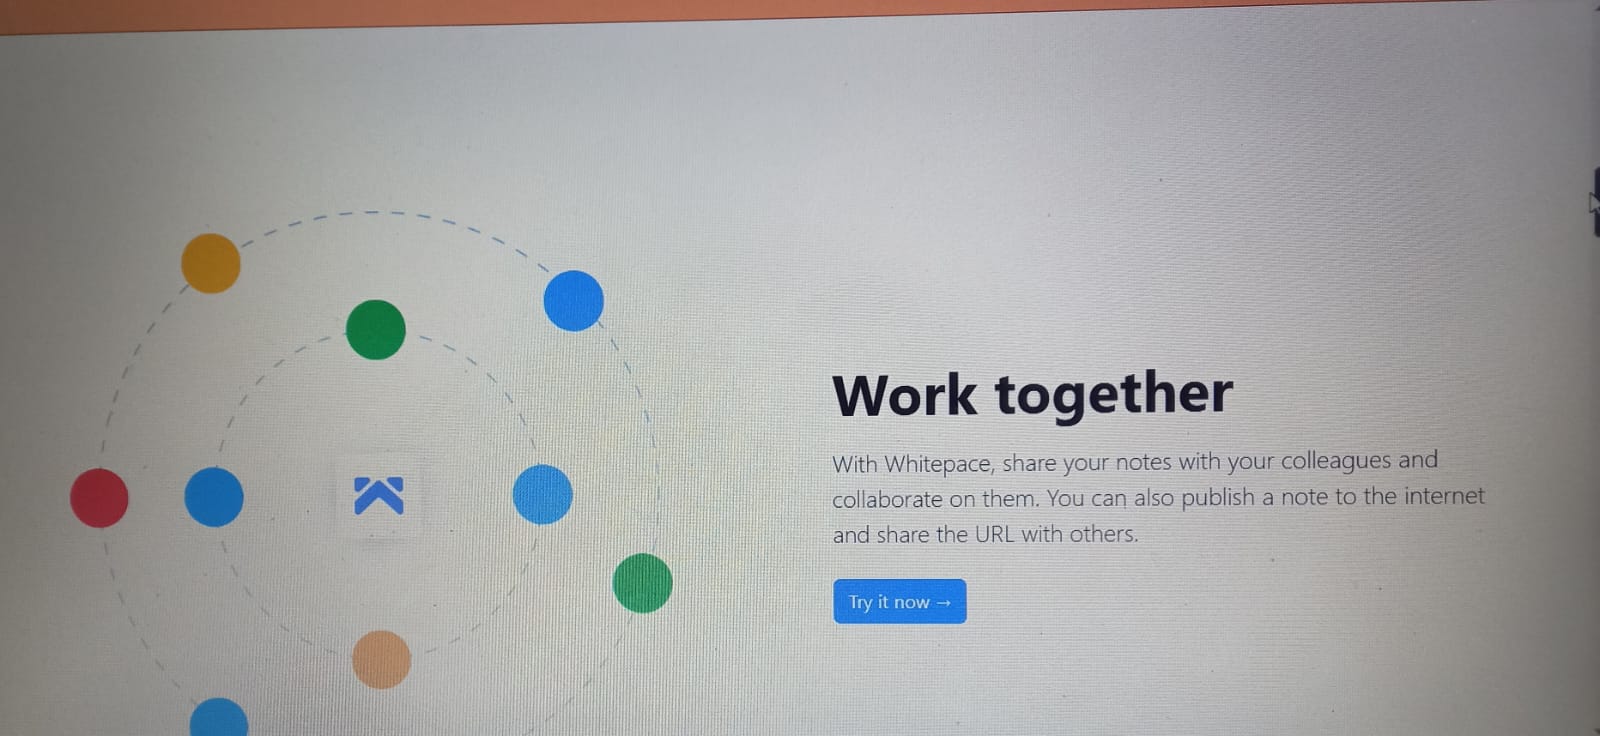 Work together
With Whitepace, share your notes with your colleagues and
collaborate on them. You can also publish a note to the internet
and share the URL with others.
Try it now →